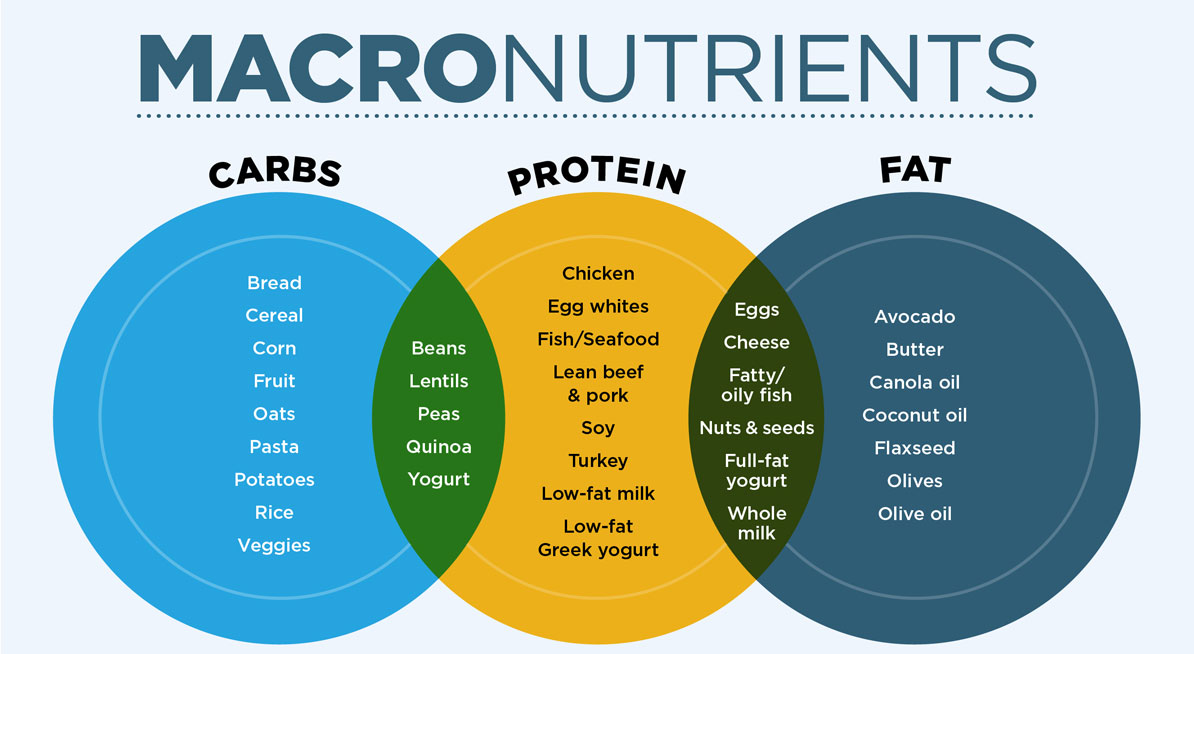 MACRONUTRIENTS
CARBS
Bread
Cereal
Corn
Fruit
Oats
Pasta
Potatoes
Rice
Veggies
Beans
Lentils
Peas
Quinoa
Yogurt
PROTEIN
Chicken
Egg whites
Fish/Seafood
Lean beef
& pork
Soy
Turkey
Low-fat milk
Low-fat
Greek yogurt
Eggs
Cheese
Fatty/
oily fish
Nuts & seeds
Full-fat
yogurt
Whole
milk
FAT
Avocado
Butter
Canola oil
Coconut oil
Flaxseed
Olives
Olive oil